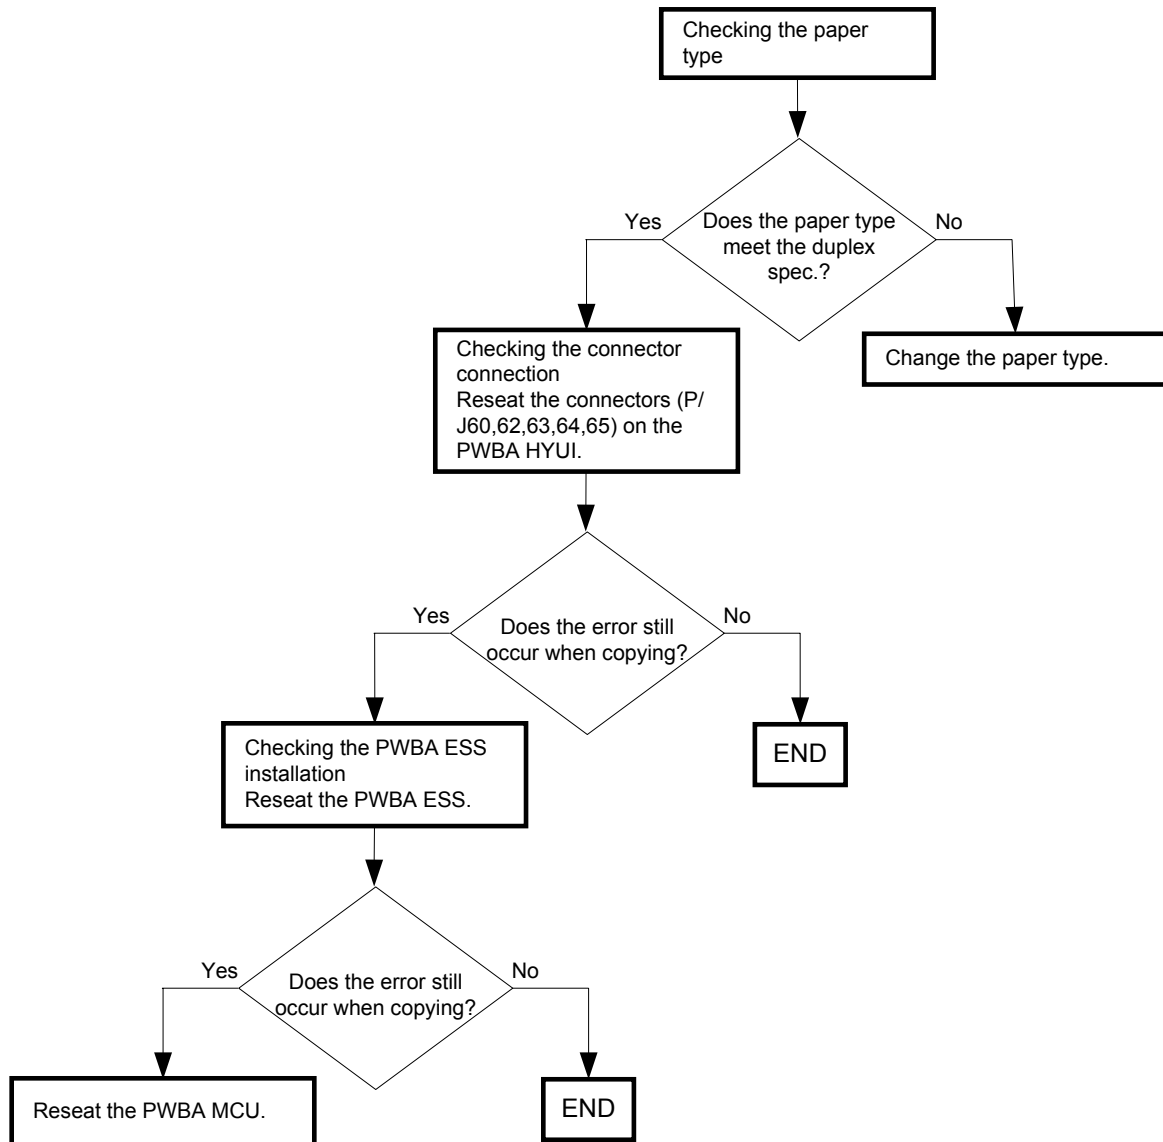 Checking the paper
type
Does the paper type
meet the duplex
spec.?
Yes
No
Checking the connector
connection
Reseat the connectors (P/
J60,62,63,64,65) on the
PWBA HYUI.
Change the paper type.
Does the error still
occur when copying?
Yes
No
Checking the PWBA ESS
installation
Reseat the PWBA ESS.
END
Does the error still
occur when copying?
Yes
No
Reseat the PWBA MCU.
END